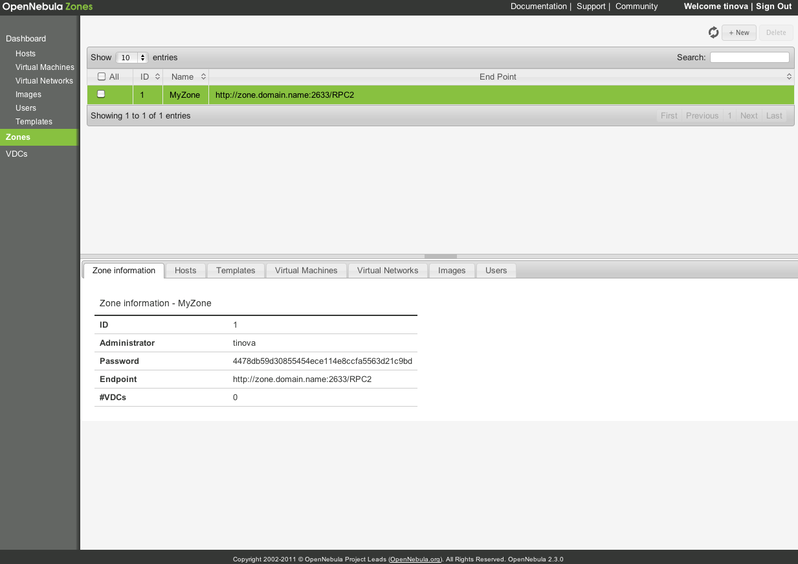 OpenNebula Zones
Documentation | Support | Community Welcome tinova | Sign Out
Dashboard
Hosts
Virtual Machines
Virtual Networks
Images
Users
Templates
Zones
VDCs
+ New Delete
Show 10 entries Search:
All ID Name End Point
1 MyZone http://zone.domain.name:2633/RPC2
Showing 1 to 1 of 1 entries First Previous 1 Next Last
Zone information Hosts Templates Virtual Machines Virtual Networks Images Users
Zone information - MyZone
ID 1
Administrator tinova
Password 4478db59d30855454ece114e8ccfa5563d21c9bd
Endpoint http://zone.domain.name:2633/RPC2
#VDCs 0
Copyright 2002-2011 © OpenNebula Project Leads (OpenNebula.org). All Rights Reserved. OpenNebula 2.3.0